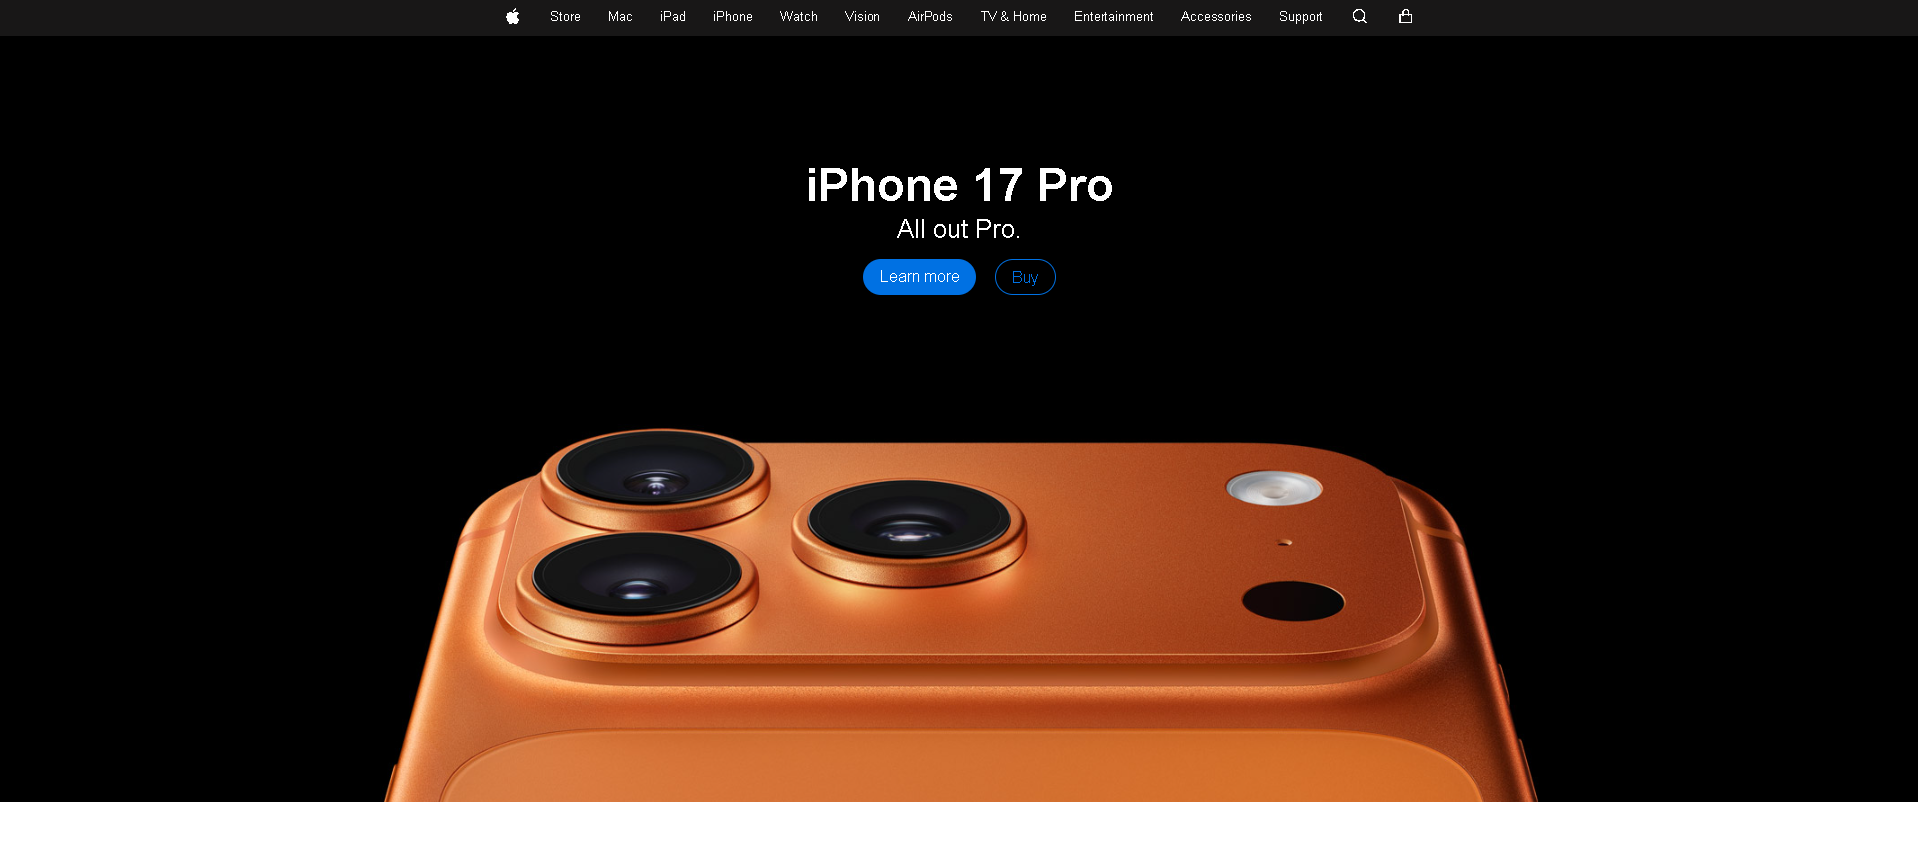 Store Mac iPad iPhone Watch Vision AirPods TV & Home Entertainment Accessories Support
iPhone 17 Pro
All out Pro.
Learn more Buy